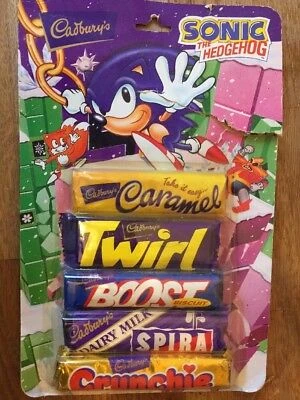 Cadbury's
SONIC
THE
HEDGEHOG
Cadbury's
Take it easy
Caramel
Cadbury's
Twirl
Cadbury's
BOOST
BISCUIT
Cadbury's
DAIRY MILK
SPIRA
Cadbury's
Crunchie